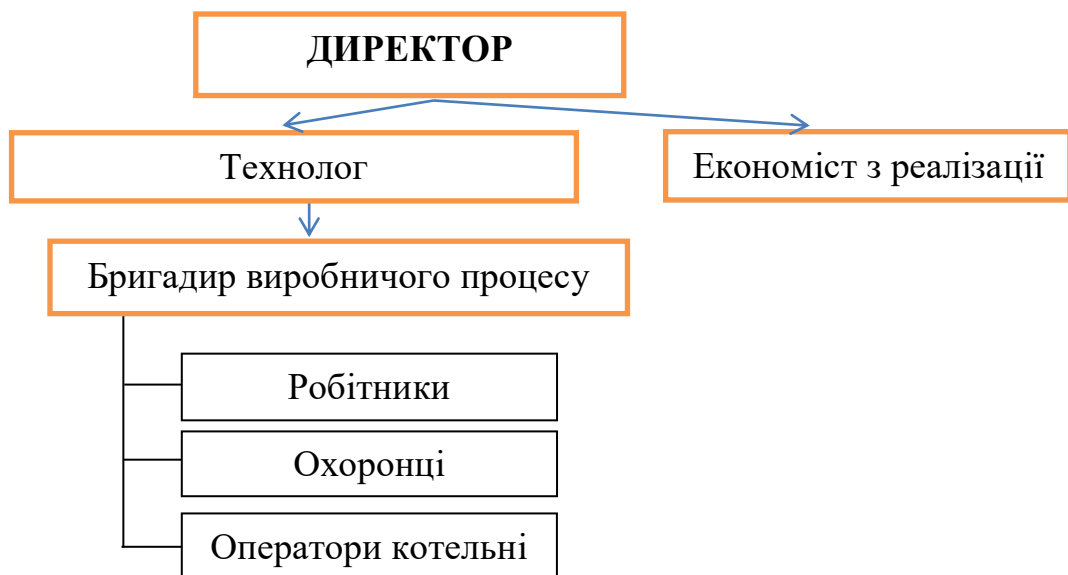 ДИРЕКТОР
Технолог
Економіст з реалізації
Бригадир виробничого процесу
Робітники
Охоронці
Оператори котельні